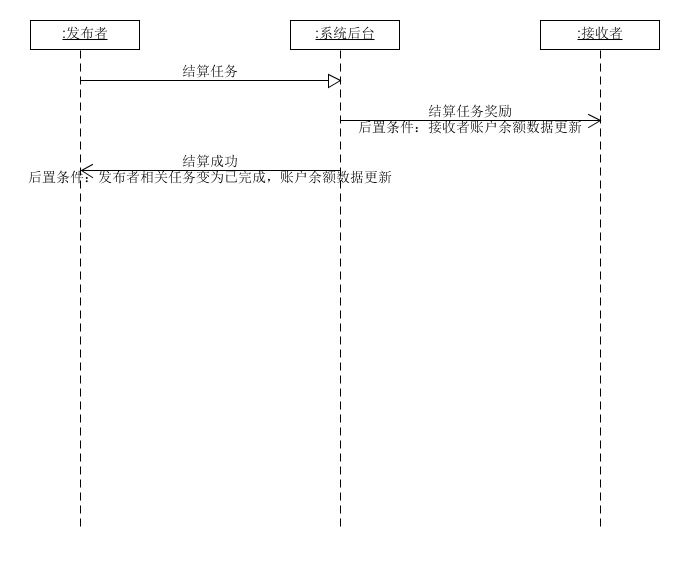 :发布者
:系统后台
:接收者
结算任务
结算任务奖励
后置条件：接收者账户余额数据更新
结算成功
后置条件：发布者相关任务变为已完成，账户余额数据更新